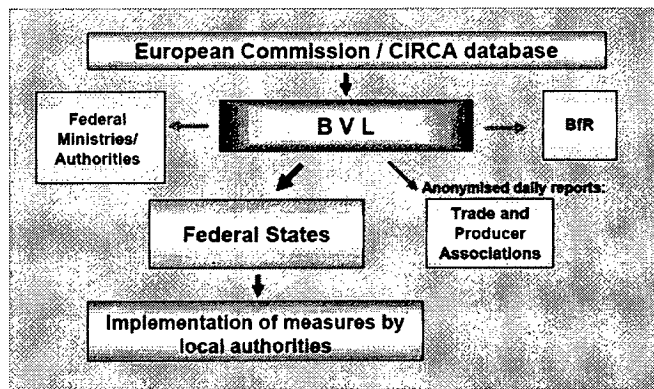 European Commission / CIRCA database
Federal
Ministries/
Authorities
B V L
BfR
Anonymised daily reports:
Federal States
Trade and
Producer
Associations
Implementation of measures by
local authorities